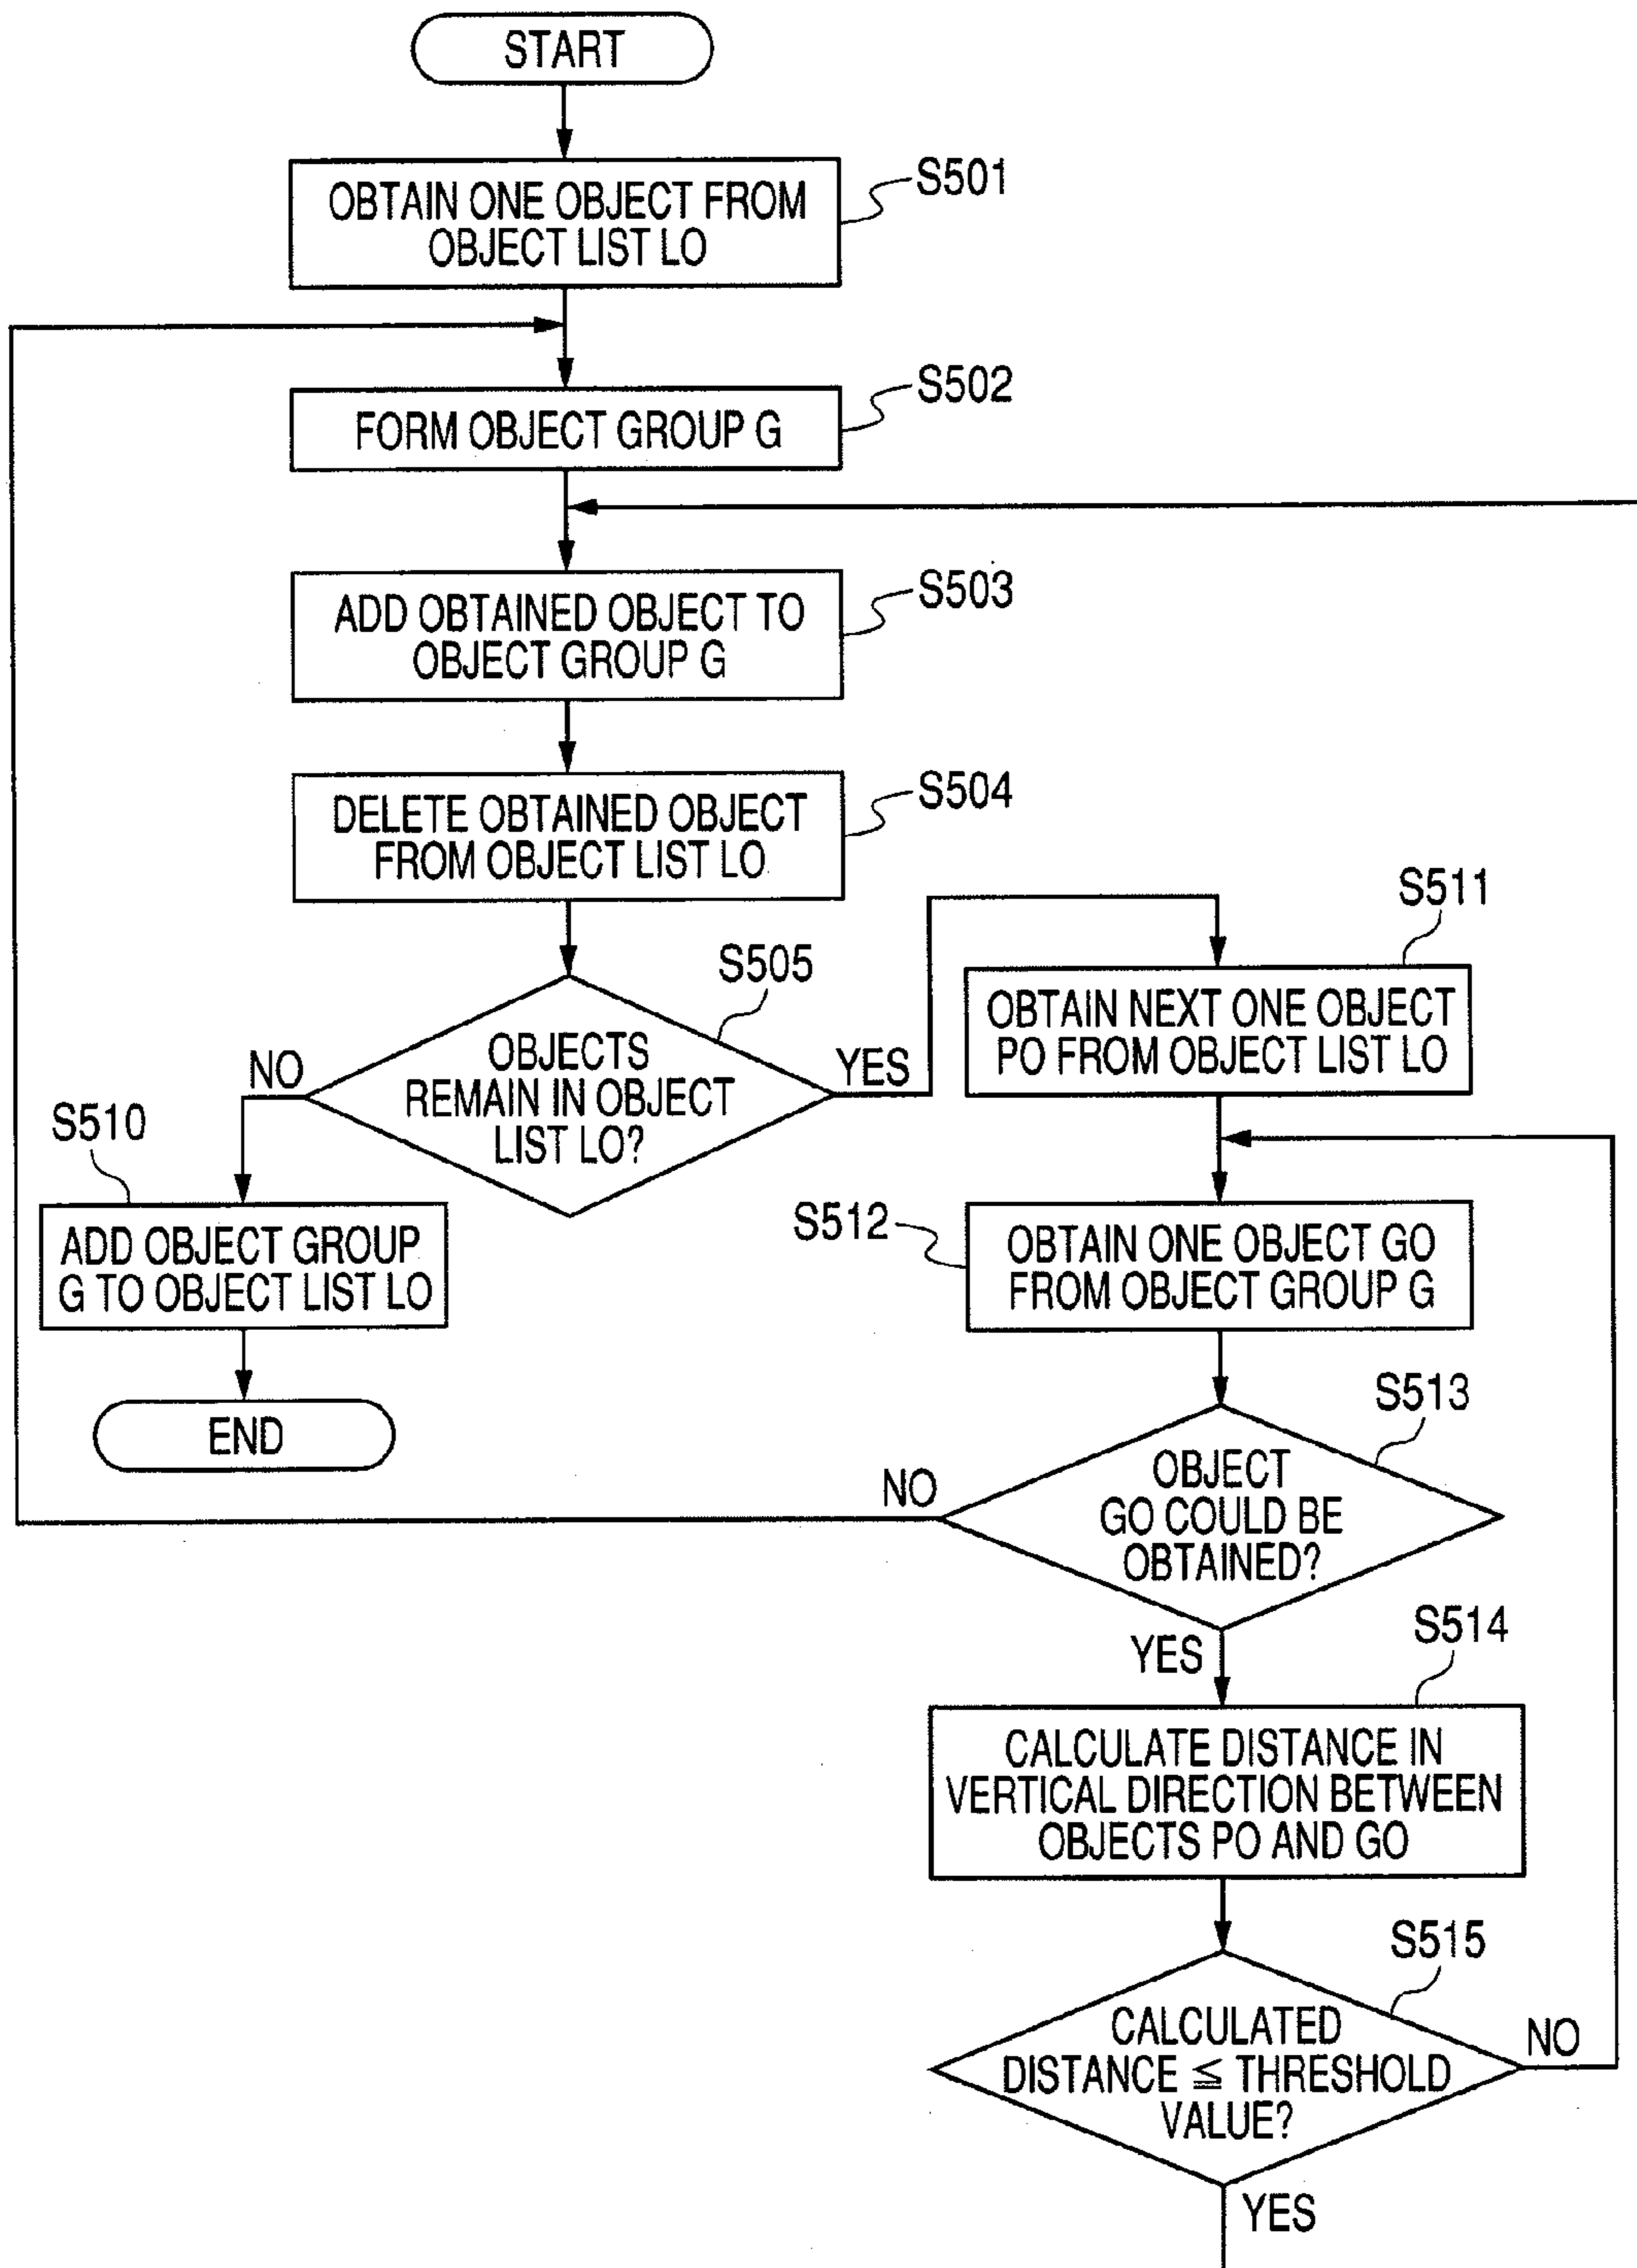 START
OBTAIN ONE OBJECT FROM
OBJECT LIST LO
S501
FORM OBJECT GROUP G
S502
ADD OBTAINED OBJECT TO
OBJECT GROUP G
S503
DELETE OBTAINED OBJECT
FROM OBJECT LIST LO
S504
OBJECTS
REMAIN IN OBJECT
LIST LO?
S505
NO
YES
S510
ADD OBJECT GROUP
G TO OBJECT LIST LO
END
S511
OBTAIN NEXT ONE OBJECT
PO FROM OBJECT LIST LO
S512
OBTAIN ONE OBJECT GO
FROM OBJECT GROUP G
S513
OBJECT
GO COULD BE
OBTAINED?
NO
YES
S514
CALCULATE DISTANCE IN
VERTICAL DIRECTION BETWEEN
OBJECTS PO AND GO
S515
CALCULATED
DISTANCE ≦ THRESHOLD
VALUE?
NO
YES